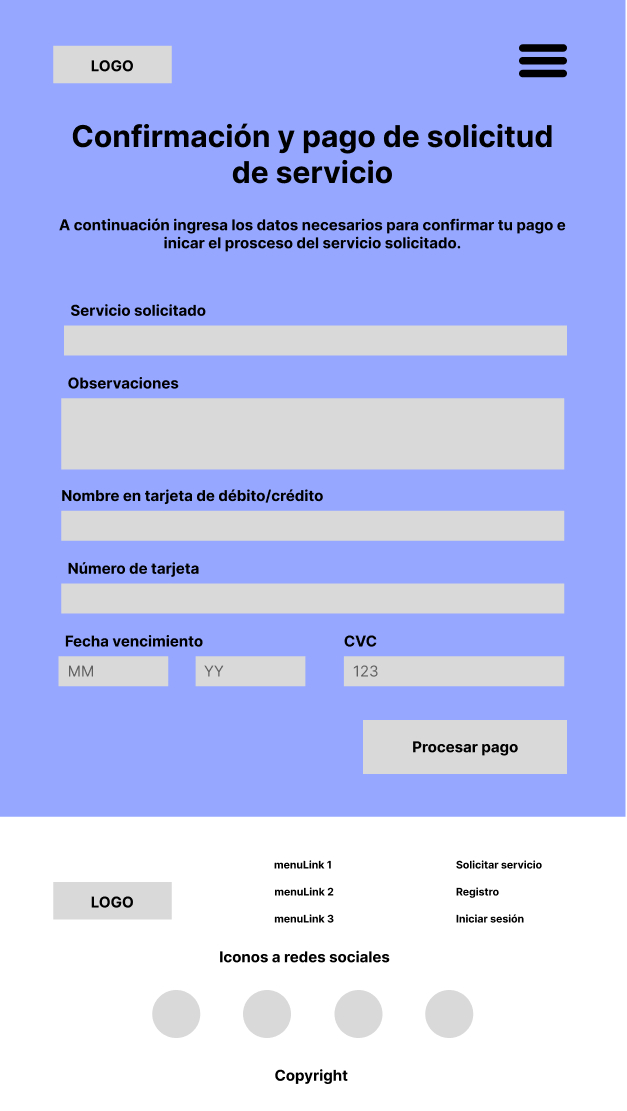 LOGO
Confirmación y pago de solicitud
de servicio
A continuación ingresa los datos necesarios para confirmar tu pago e
inicar el prosceso del servicio solicitado.
Servicio solicitado
Observaciones
Nombre en tarjeta de débito/crédito
Número de tarjeta
Fecha vencimiento
CVC
MM
YY
123
Procesar pago
menuLink 1
Solicitar servicio
LOGO
menuLink 2
Registro
menuLink 3
Iniciar sesión
Iconos a redes sociales
Copyright